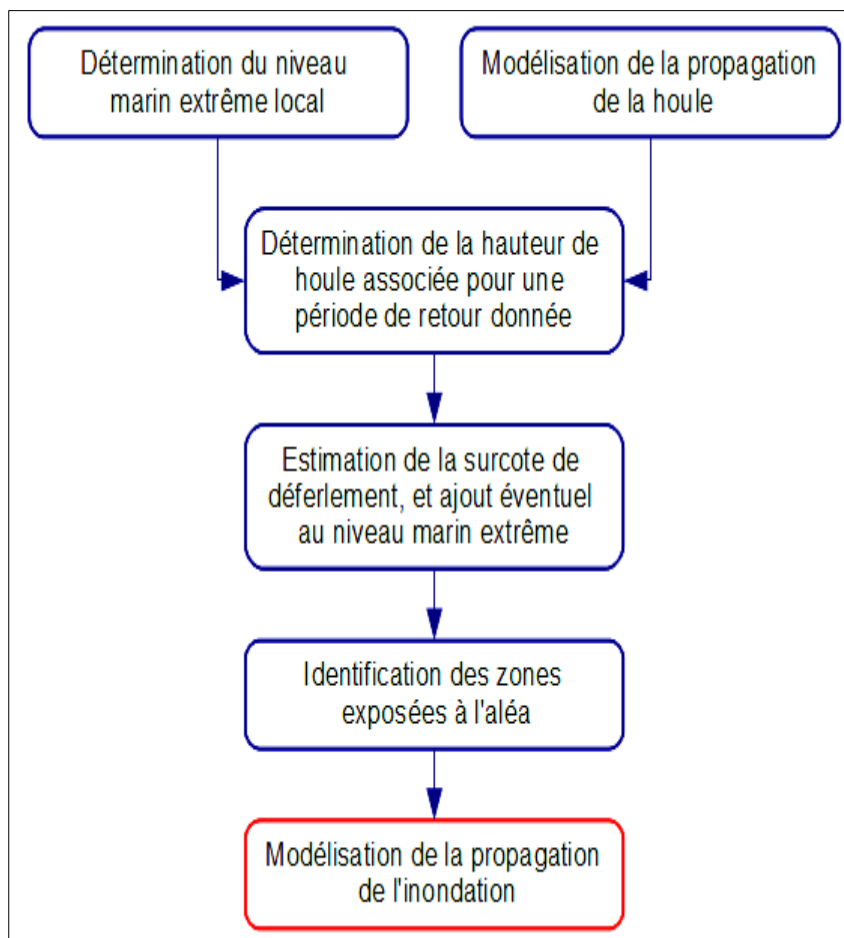 Détermination du niveau
marin extrême local
Modélisation de la propagation
de la houle
Détermination de la hauteur de
houle associée pour une
période de retour donnée
Estimation de la surcote de
déferlement, et ajout éventuel
au niveau marin extrême
Identification des zones
exposées à l'aléa
Modélisation de la propagation
de l'inondation